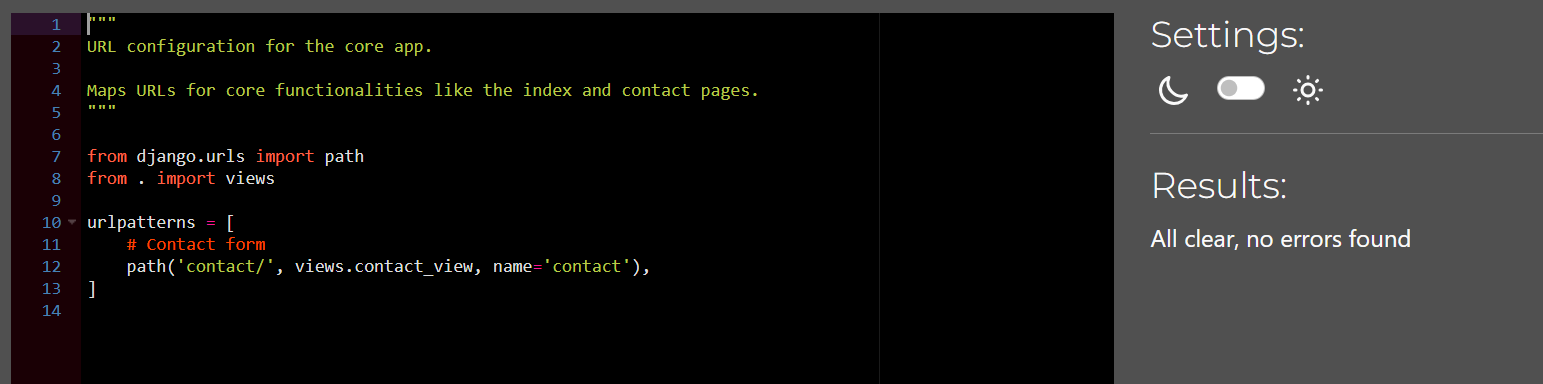 1 """
2 URL configuration for the core app.
3
4 Maps URLs for core functionalities like the index and contact pages.
5 """
6
7 from django.urls import path
8 from . import views
9
10 urlpatterns = [
11     # Contact form
12     path('contact/', views.contact_view, name='contact'),
13 ]
14
Settings:
Results:
All clear, no errors found